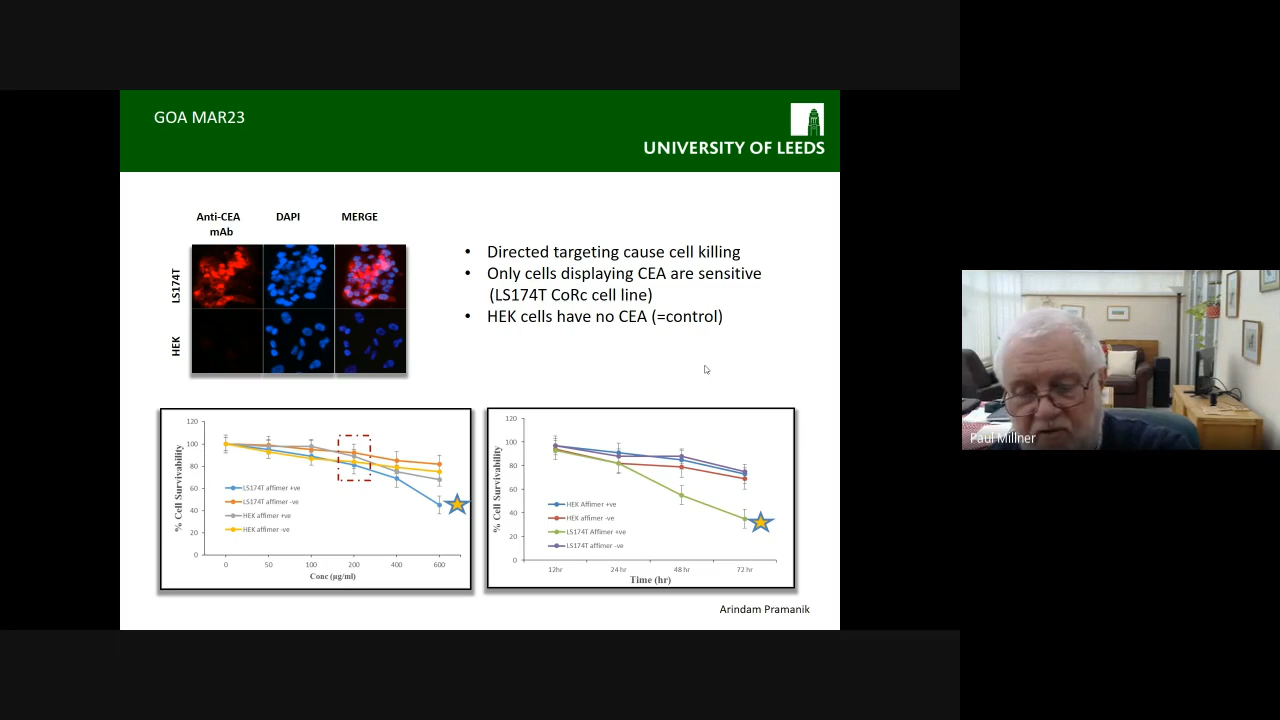 GOA MAR23
UNIVERSITY OF LEEDS
Anti-CEA
mAb
DAPI
MERGE
LS174T
HEK
• Directed targeting cause cell killing
• Only cells displaying CEA are sensitive
(LS174T CoRc cell line)
• HEK cells have no CEA (=control)
120
100
80
60
40
20
0
% Cell Survivability
LS174T affimer +ve
LS174T affimer -ve
HEK affimer +ve
HEK affimer -ve
0 50 100 200 400 600
Conc (µg/ml)
120
100
80
60
40
20
0
% Cell Survivability
HEK Affimer +ve
HEK affimer -ve
LS174T Affimer +ve
LS174T affimer -ve
12hr 24 hr 48 hr 72 hr
Time (hr)
Arindam Pramanik
Paul Millner